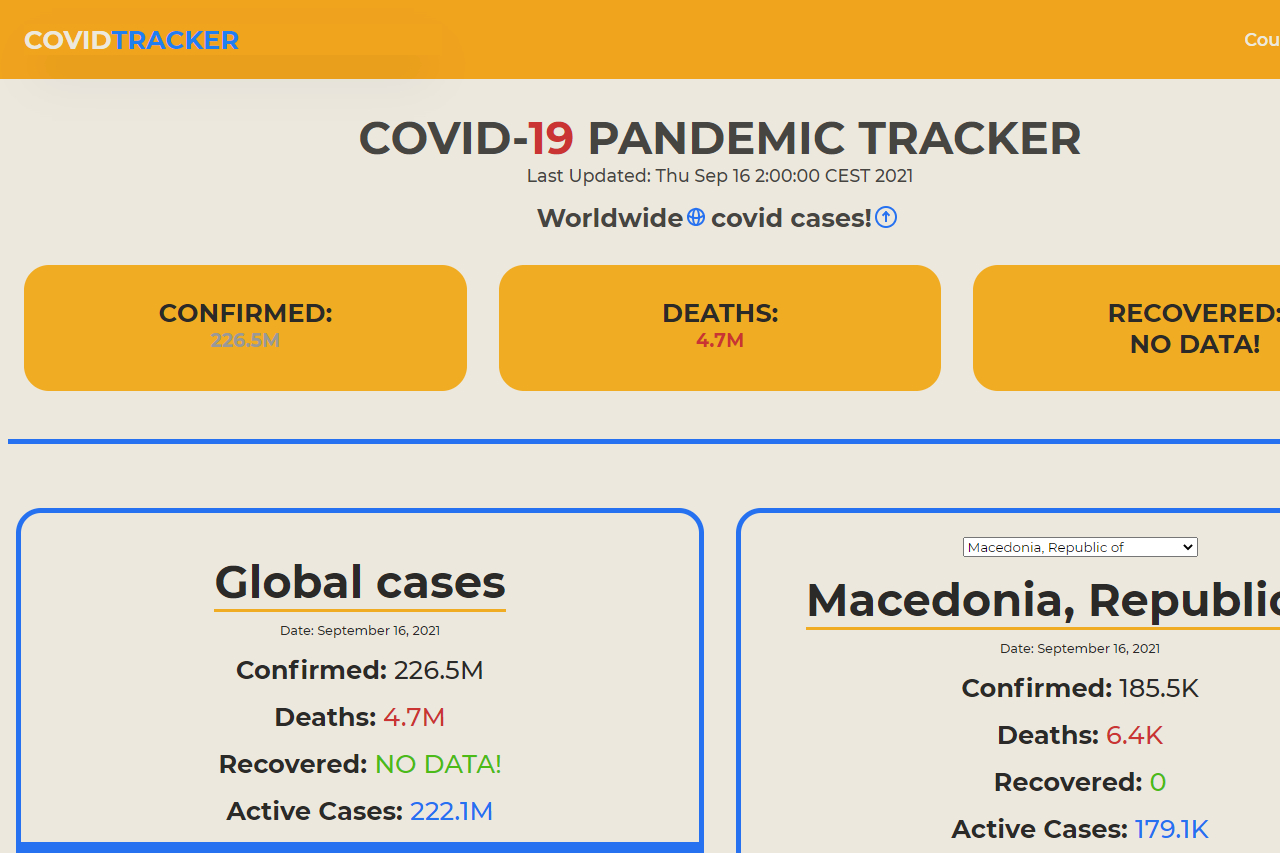 COVIDTRACKER
Cou
COVID-19 PANDEMIC TRACKER
Last Updated: Thu Sep 16 2:00:00 CEST 2021
Worldwide covid cases!
CONFIRMED:
226.5M
DEATHS:
4.7M
RECOVERED:
NO DATA!
Global cases
Date: September 16, 2021
Confirmed: 226.5M
Deaths: 4.7M
Recovered: NO DATA!
Active Cases: 222.1M
Macedonia, Republic of
Macedonia, Republic
Date: September 16, 2021
Confirmed: 185.5K
Deaths: 6.4K
Recovered: 0
Active Cases: 179.1K